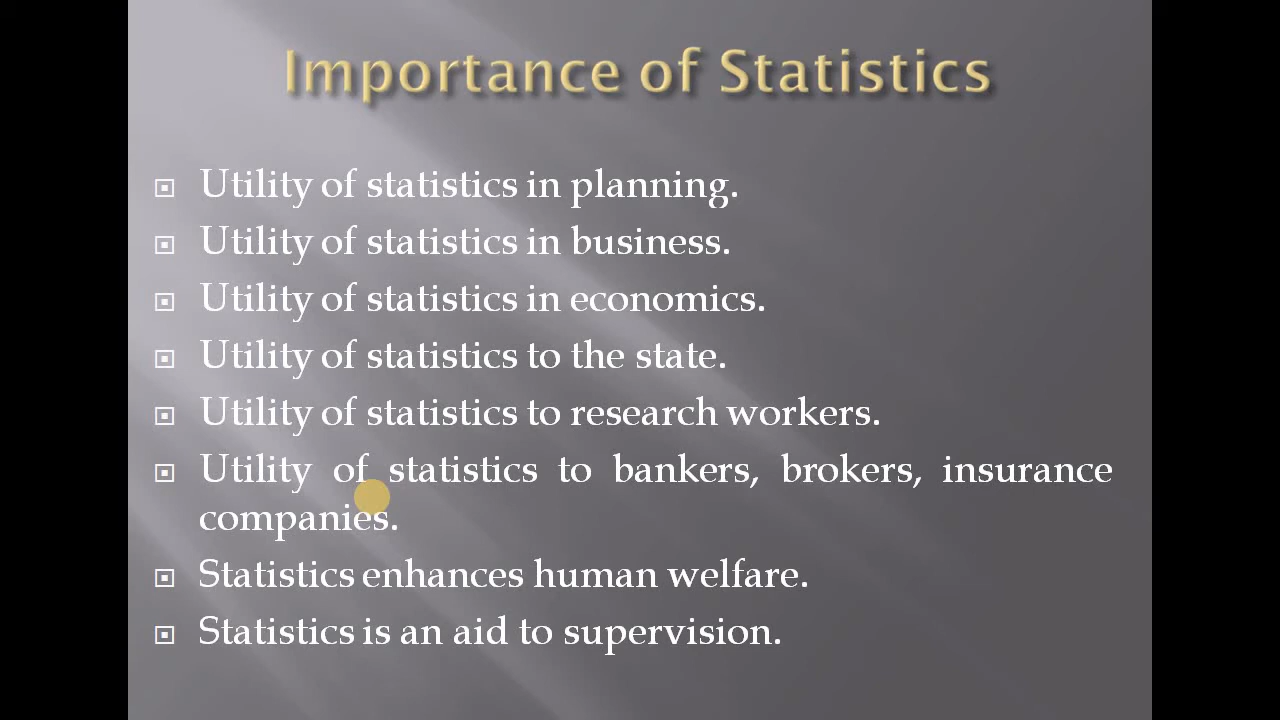 Importance of Statistics
Utility of statistics in planning.
Utility of statistics in business.
Utility of statistics in economics.
Utility of statistics to the state.
Utility of statistics to research workers.
Utility of statistics to bankers, brokers, insurance
companies.
Statistics enhances human welfare.
Statistics is an aid to supervision.